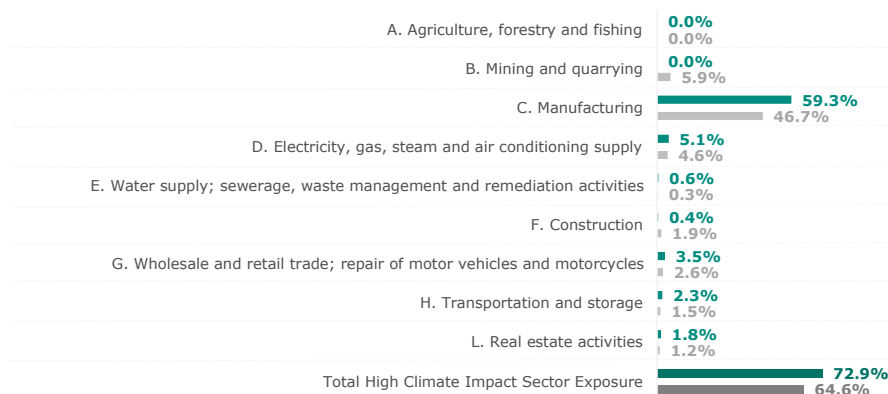 A. Agriculture, forestry and fishing
0.0%
0.0%
B. Mining and quarrying
0.0%
5.9%
C. Manufacturing
59.3%
46.7%
D. Electricity, gas, steam and air conditioning supply
5.1%
4.6%
E. Water supply; sewerage, waste management and remediation activities
0.6%
0.3%
F. Construction
0.4%
1.9%
G. Wholesale and retail trade; repair of motor vehicles and motorcycles
3.5%
2.6%
H. Transportation and storage
2.3%
1.5%
L. Real estate activities
1.8%
1.2%
Total High Climate Impact Sector Exposure
72.9%
64.6%